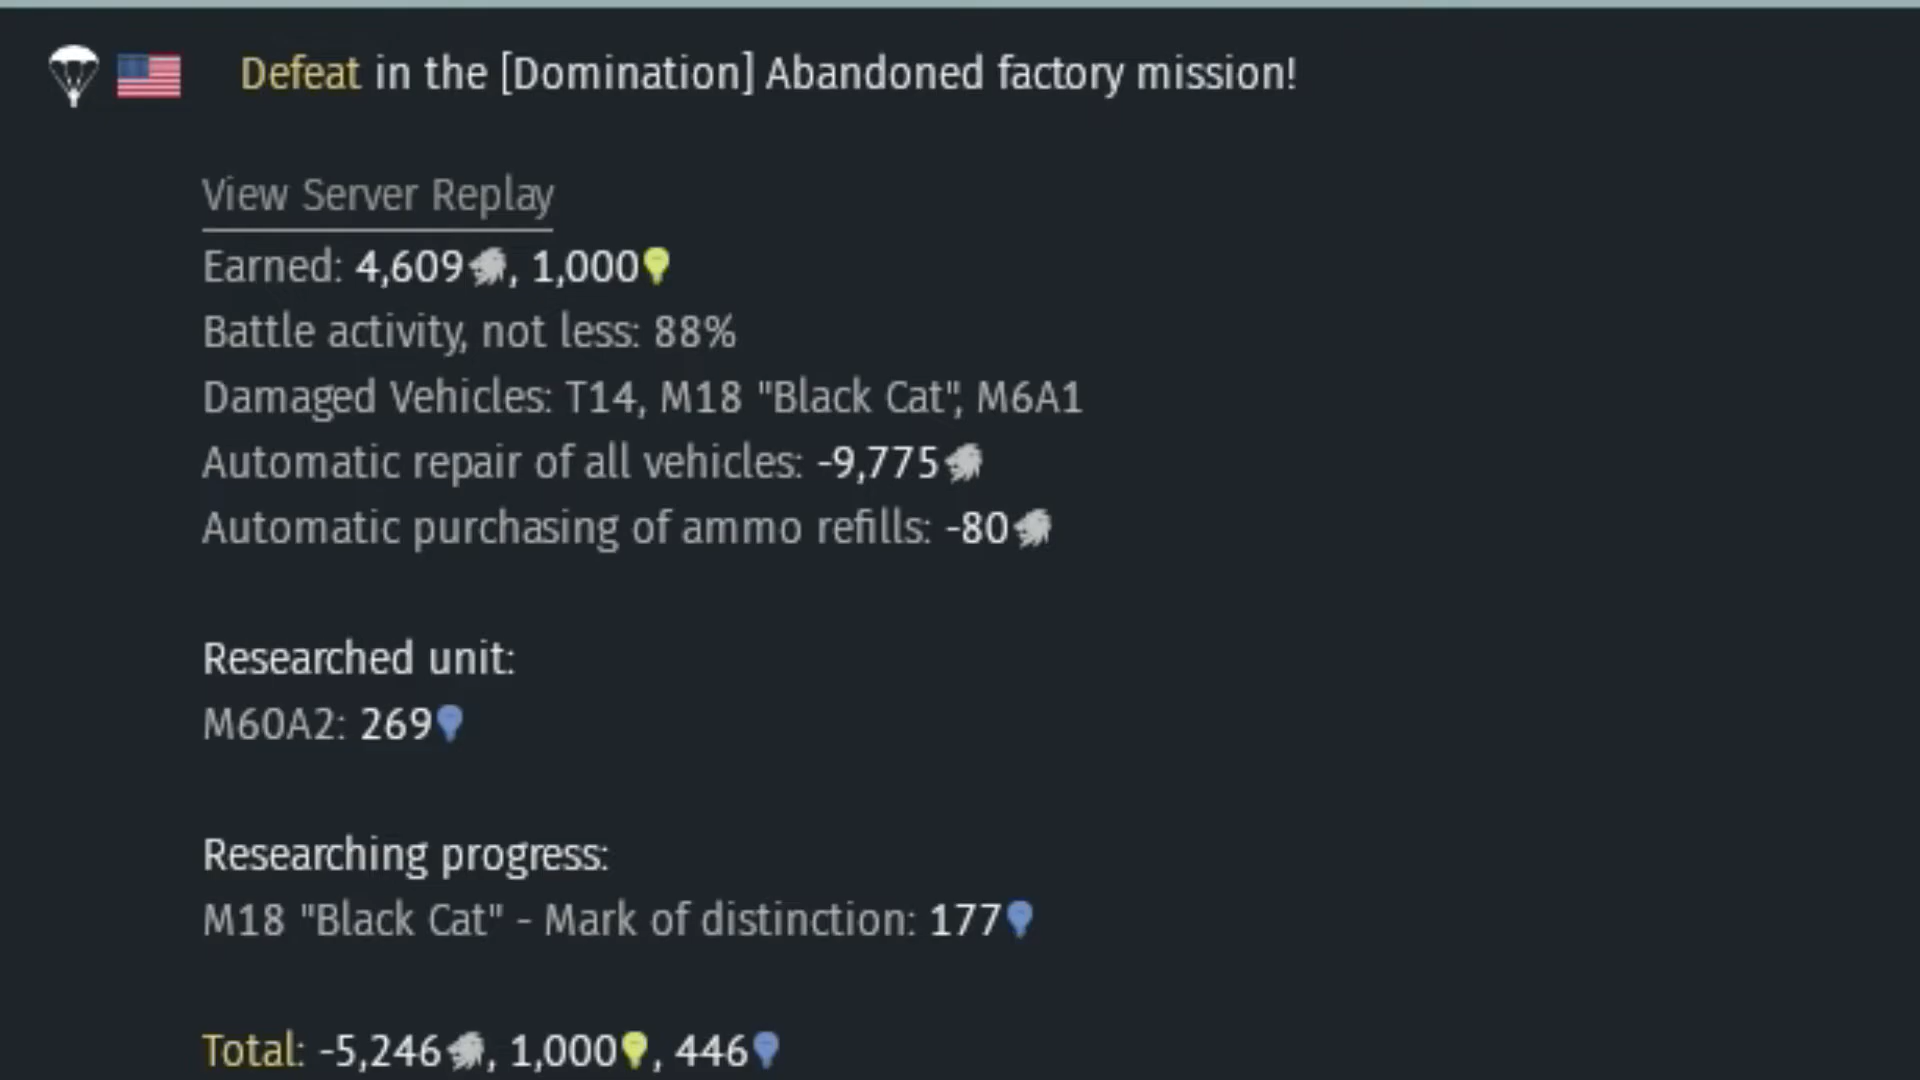 Defeat in the [Domination] Abandoned factory mission!
View Server Replay
Earned: 4,609, 1,000
Battle activity, not less: 88%
Damaged Vehicles: T14, M18 "Black Cat", M6A1
Automatic repair of all vehicles: -9,775
Automatic purchasing of ammo refills: -80
Researched unit:
M60A2: 269
Researching progress:
M18 "Black Cat" - Mark of distinction: 177
Total: -5,246, 1,000, 446